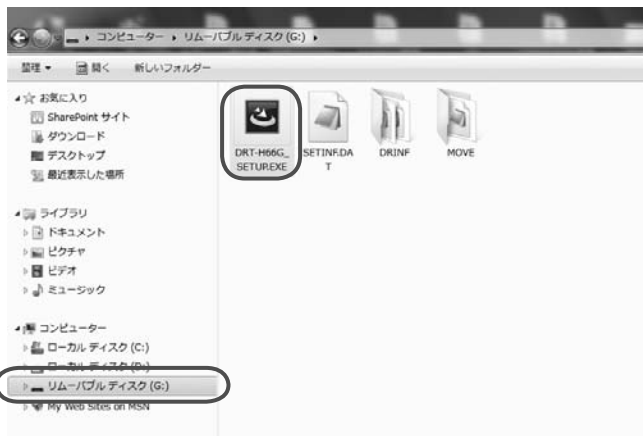 コンピューター ▸ リムーバブル ディスク (G:) ▸
整理 ▼ 開く 新しいフォルダー
お気に入り
SharePoint サイト
ダウンロード
デスクトップ
最近表示した場所
ライブラリ
ドキュメント
ピクチャ
ビデオ
ミュージック
コンピューター
ローカル ディスク (C:)
ローカル ディスク (D:)
リムーバブル ディスク (G:)
My Web Sites on MSN
DRT-H66G_
SETUP.EXE
SETINF.DA
T
DRINF
MOVE